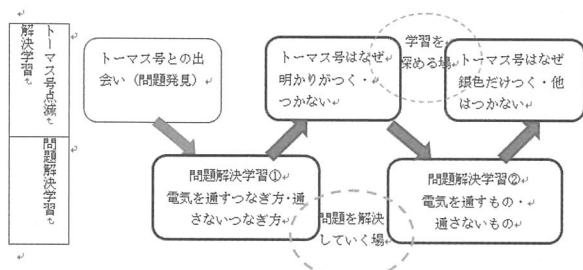 トーマス号点滅
解決学習
トーマス号との出
会い（問題発見）
トーマス号はなぜ
明かりがつく・
つかない
学習を
深める場
トーマス号はなぜ
銀色だけつく・他
はつかない
問題解決学習
問題解決学習①
電気を通すつなぎ方・通
さないつなぎ方
問題を解決
していく場
問題解決学習②
電気を通すもの・
通さないもの